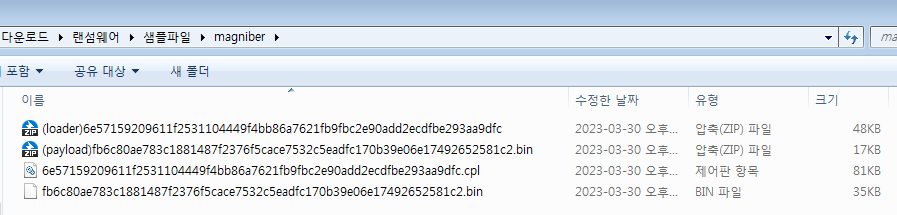 다운로드 ▸ 랜섬웨어 ▸ 샘플파일 ▸ magniber ▸ ma
포함 ▼ 공유 대상 ▼ 새 폴더
이름 수정한 날짜 유형 크기
(loader)6e57159209611f2531104449f4bb86a7621fb9fbc2e90add2ecdfbe293aa9dfc 2023-03-30 오후... 압축(ZIP) 파일 48KB
(payload)fb6c80ae783c1881487f2376f5cace7532c5eadfc170b39e06e17492652581c2.bin 2023-03-30 오후... 압축(ZIP) 파일 17KB
6e57159209611f2531104449f4bb86a7621fb9fbc2e90add2ecdfbe293aa9dfc.cpl 2023-03-30 오후... 제어판 항목 81KB
fb6c80ae783c1881487f2376f5cace7532c5eadfc170b39e06e17492652581c2.bin 2023-03-30 오후... BIN 파일 35KB